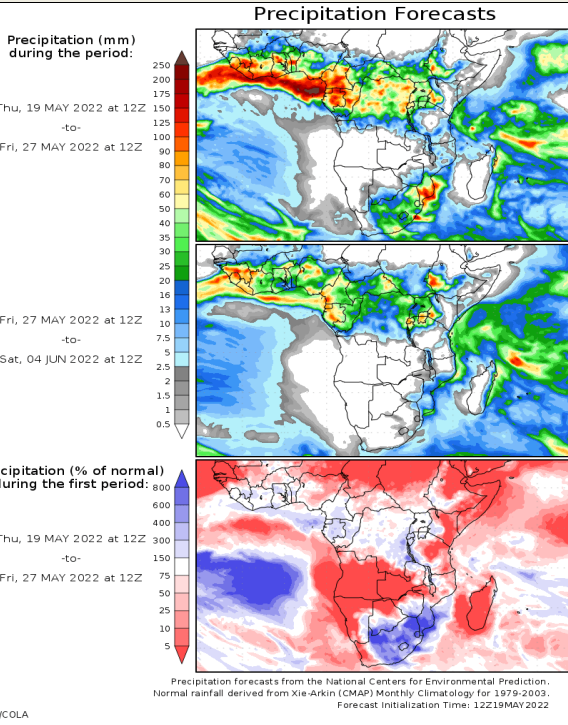 Precipitation Forecasts
Precipitation (mm)
during the period:
Thu, 19 MAY 2022 at 12Z
-to-
Fri, 27 MAY 2022 at 12Z
250
200
175
150
125
100
90
80
70
60
50
40
35
30
25
20
16
13
10
7.5
5
2.5
2
1.5
1
0.5
Fri, 27 MAY 2022 at 12Z
-to-
Sat, 04 JUN 2022 at 12Z
cipitation (% of normal)
uring the first period:
Thu, 19 MAY 2022 at 12Z
-to-
Fri, 27 MAY 2022 at 12Z
800
600
400
300
150
75
50
25
10
5
Precipitation forecasts from the National Centers for Environmental Prediction.
Normal rainfall derived from Xie-Arkin (CMAP) Monthly Climatology for 1979-2003.
Forecast Initialization Time: 12Z19MAY2022
/COLA